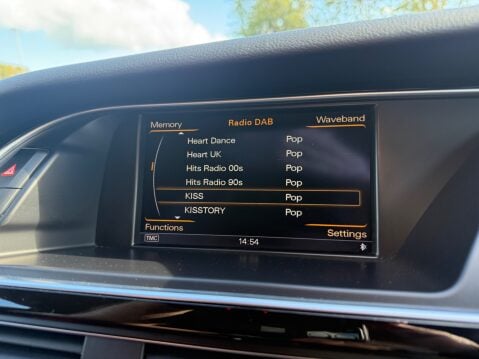 Memory Radio DAB Waveband
Heart Dance Pop
Heart UK Pop
Hits Radio 00s Pop
Hits Radio 90s Pop
KISS Pop
KISSTORY Pop
Functions Settings
TMC 14:54